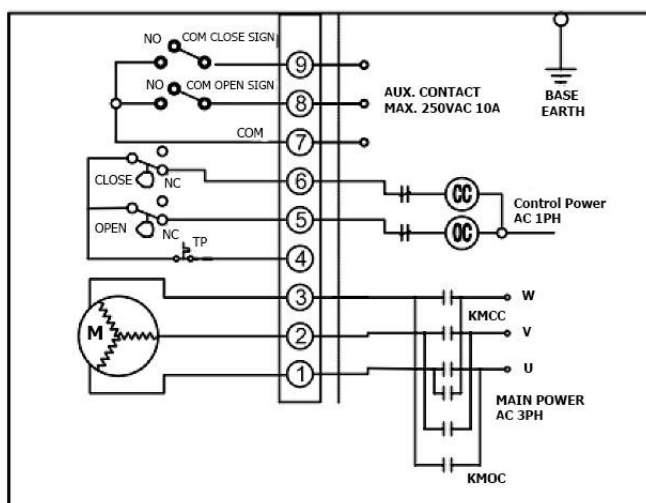 NO COM CLOSE SIGN
9
NO COM OPEN SIGN
8
AUX. CONTACT
MAX. 250VAC 10A
BASE
EARTH
COM
7
CLOSE
NC
6
CC
Control Power
AC 1PH
OPEN
NC
5
OC
TP
4
3
W
KMCC
M
2
V
1
U
MAIN POWER
AC 3PH
KMOC